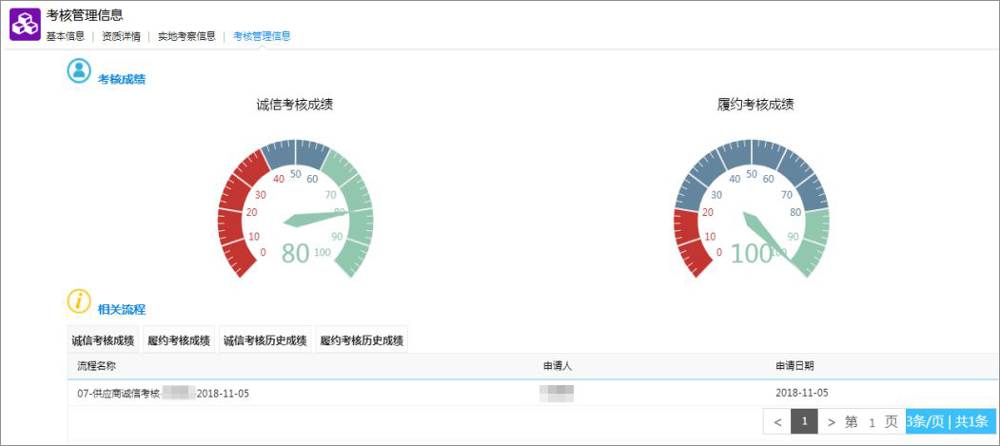 考核管理信息
基本信息 | 资质详情 | 实地考察信息 | 考核管理信息
考核成绩
诚信考核成绩
0 10 20 30 40 50 60 70 80 90 100
80
履约考核成绩
0 10 20 30 40 50 60 70 80 90 100
100
相关流程
诚信考核成绩 履约考核成绩 诚信考核历史成绩 履约考核历史成绩
流程名称 申请人 申请日期
07-供应商诚信考核- 2018-11-05 2018-11-05
< 1 > 第 1 页 3条/页 | 共1条